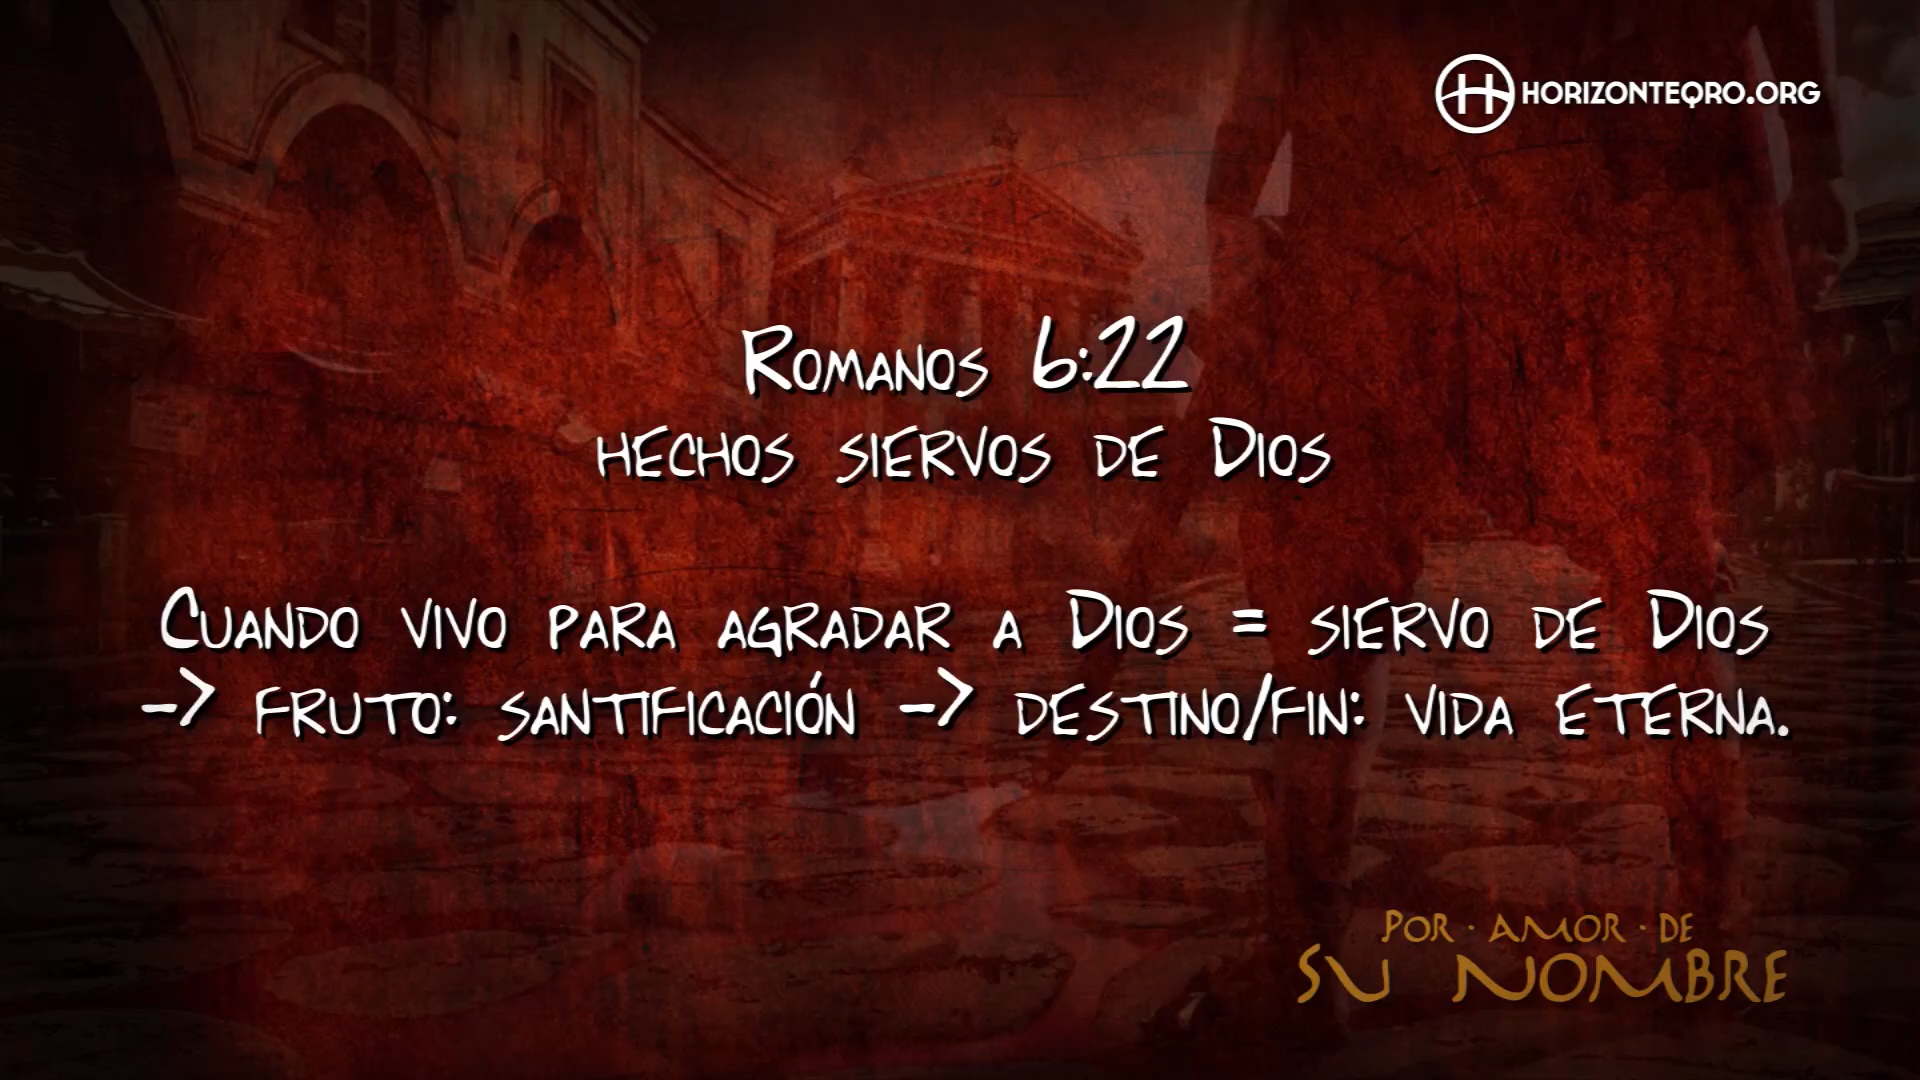 HORIZONTEQRO.ORG
Romanos 6:22
hechos siervos de Dios
Cuando vivo para agradar a Dios = siervo de Dios
-> fruto: santificación -> destino/fin: vida eterna.
Por · amor · de
Su Nombre